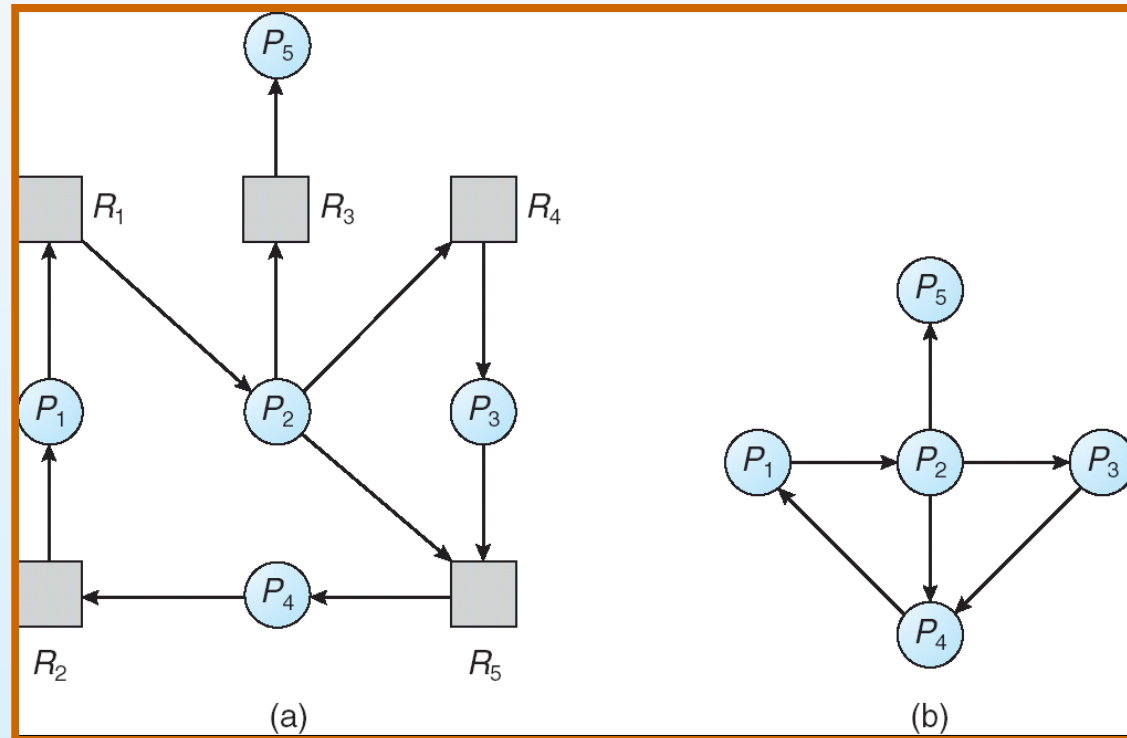 P₅
R₁ R₃ R₄
P₅
P₁ P₂ P₃
P₁ P₂ P₃
P₄
P₄
R₂ R₅
(a) (b)